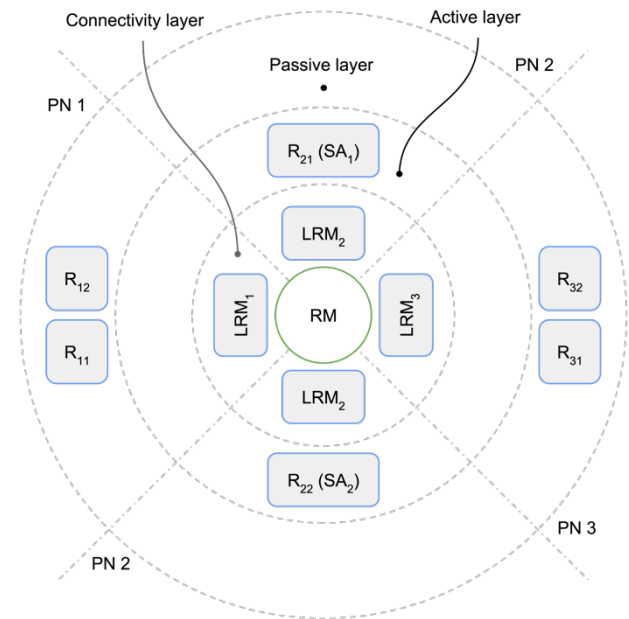 Connectivity layer
Active layer
Passive layer
PN 1
PN 2
R₂₁ (SA₁)
LRM₂
R₁₂
LRM₁
RM
LRM₃
R₃₂
R₁₁
R₃₁
LRM₂
R₂₂ (SA₂)
PN 2
PN 3